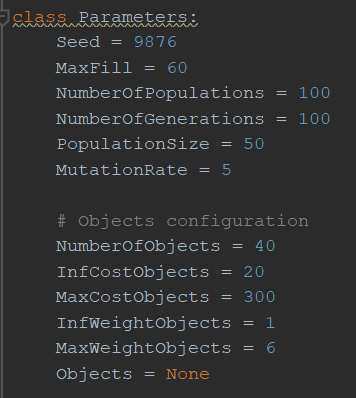 class Parameters:
    Seed = 9876
    MaxFill = 60
    NumberOfPopulations = 100
    NumberOfGenerations = 100
    PopulationSize = 50
    MutationRate = 5

    # Objects configuration
    NumberOfObjects = 40
    InfCostObjects = 20
    MaxCostObjects = 300
    InfWeightObjects = 1
    MaxWeightObjects = 6
    Objects = None